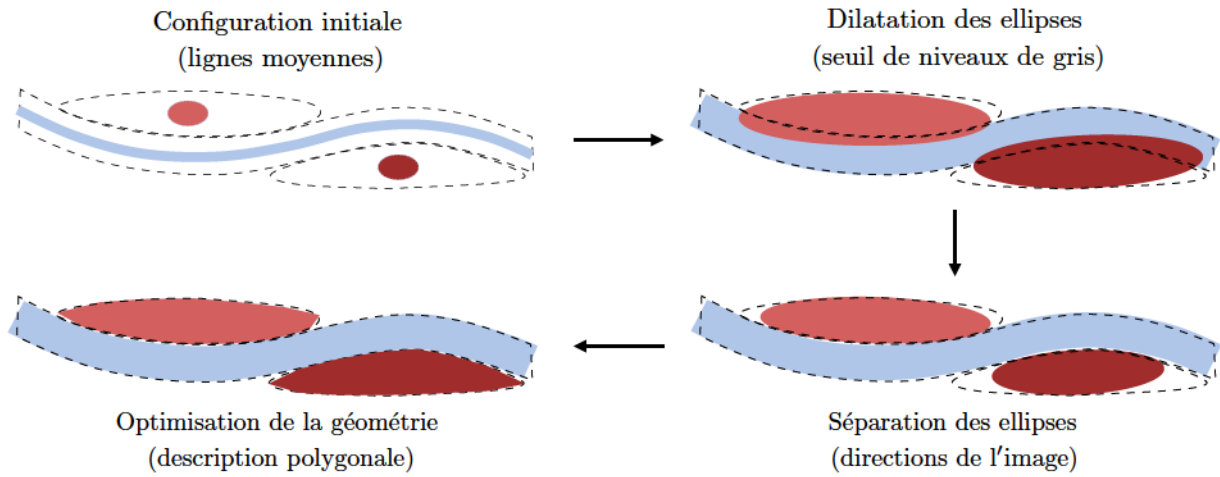 Configuration initiale
(lignes moyennes)
Dilatation des ellipses
(seuil de niveaux de gris)
Optimisation de la géométrie
(description polygonale)
Séparation des ellipses
(directions de l'image)